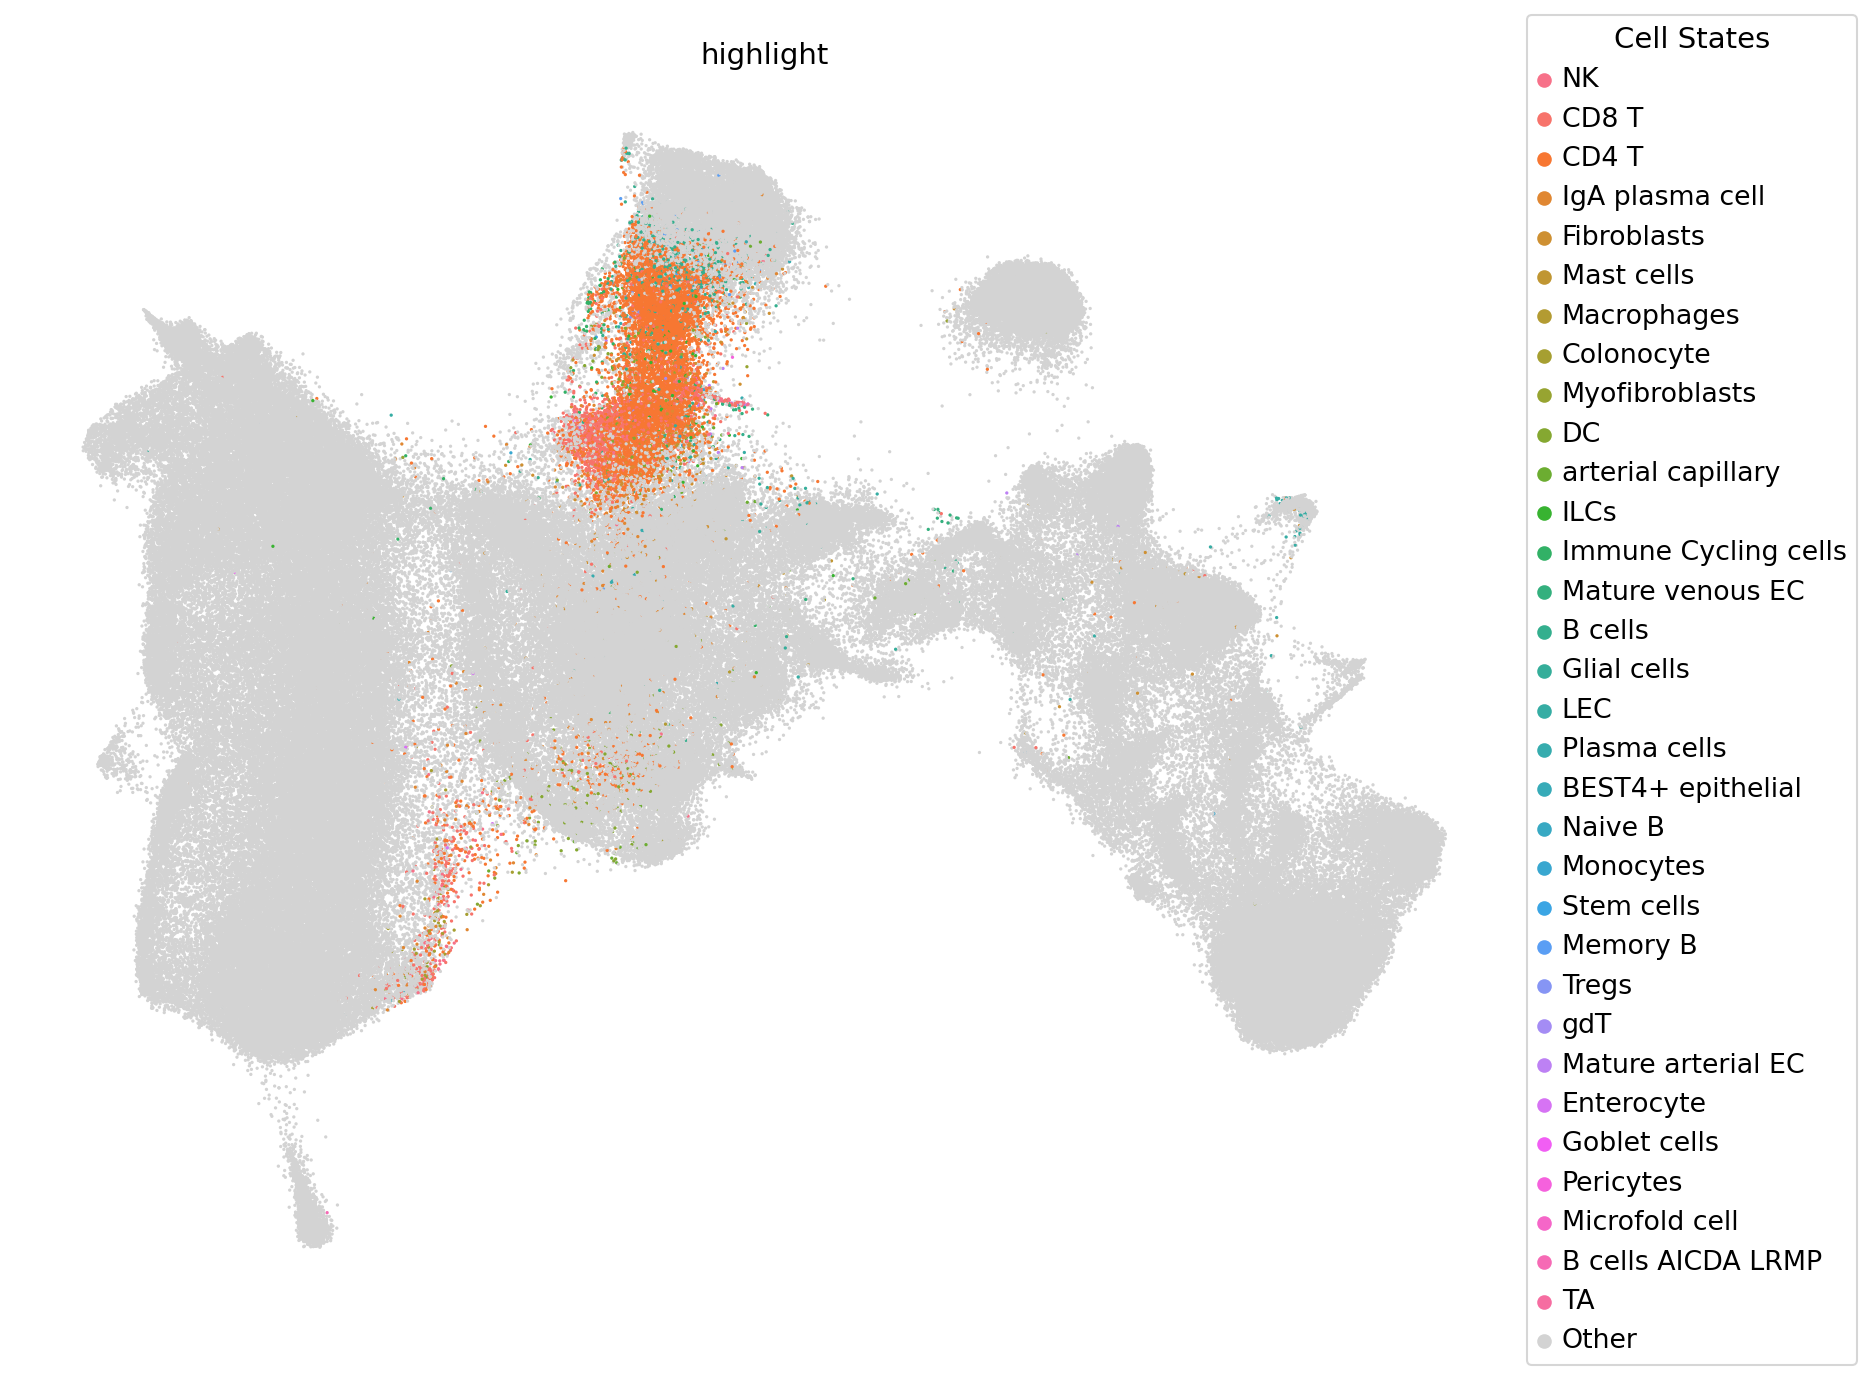 highlight
Cell States
NK
CD8 T
CD4 T
IgA plasma cell
Fibroblasts
Mast cells
Macrophages
Colonocyte
Myofibroblasts
DC
arterial capillary
ILCs
Immune Cycling cells
Mature venous EC
B cells
Glial cells
LEC
Plasma cells
BEST4+ epithelial
Naive B
Monocytes
Stem cells
Memory B
Tregs
gdT
Mature arterial EC
Enterocyte
Goblet cells
Pericytes
Microfold cell
B cells AICDA LRMP
TA
Other